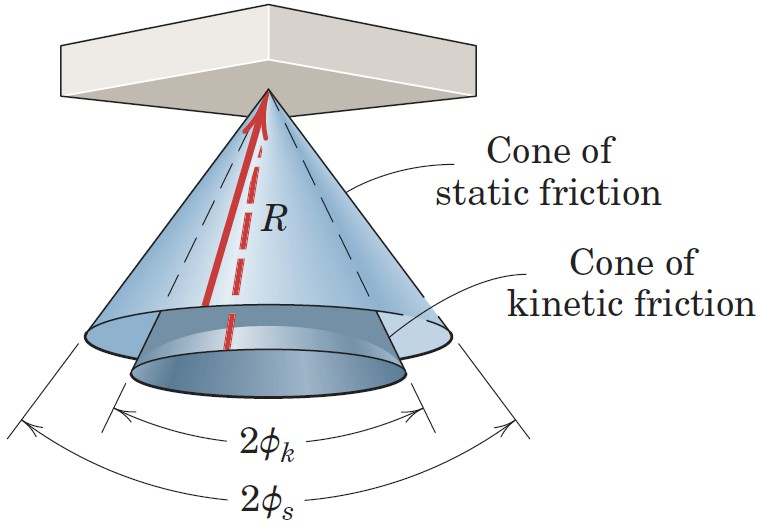 Cone of
static friction
R
Cone of
kinetic friction
2ϕk
2ϕs